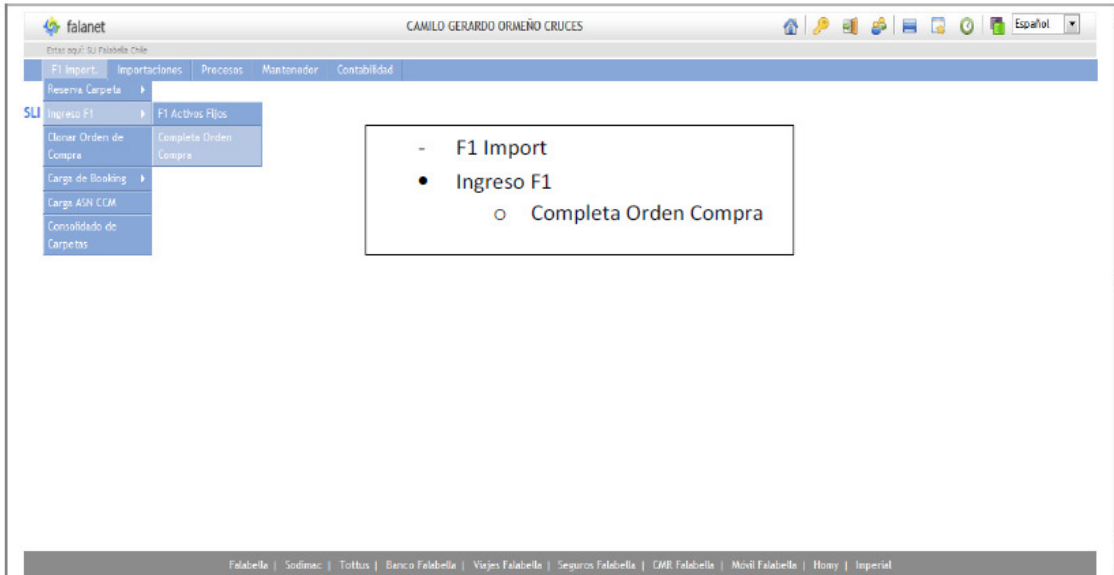 falanet
CAMILO GERARDO ORMEÑO CRUCES
Español
Estas aquí: SLI Falabella Chile
F1 Import. Importaciones Procesos Mantenedor Contabilidad
Reserva Carpeta
SLI
Ingreso F1
F1 Activos Fijos
Clonar Orden de
Compra
Completa Orden
Compra
Carga de Booking
Carga ASN CCM
Consolidado de
Carpetas
- F1 Import
• Ingreso F1
o Completa Orden Compra
Falabella | Sodimac | Tottus | Banco Falabella | Viajes Falabella | Seguros Falabella | CMR Falabella | Móvil Falabella | Homy | Imperial